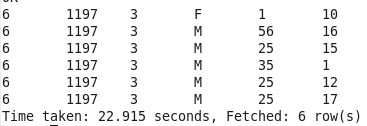 6 1197 3 F 1 10
6 1197 3 M 56 16
6 1197 3 M 25 15
6 1197 3 M 35 1
6 1197 3 M 25 12
6 1197 3 M 25 17
Time taken: 22.915 seconds, Fetched: 6 row(s)